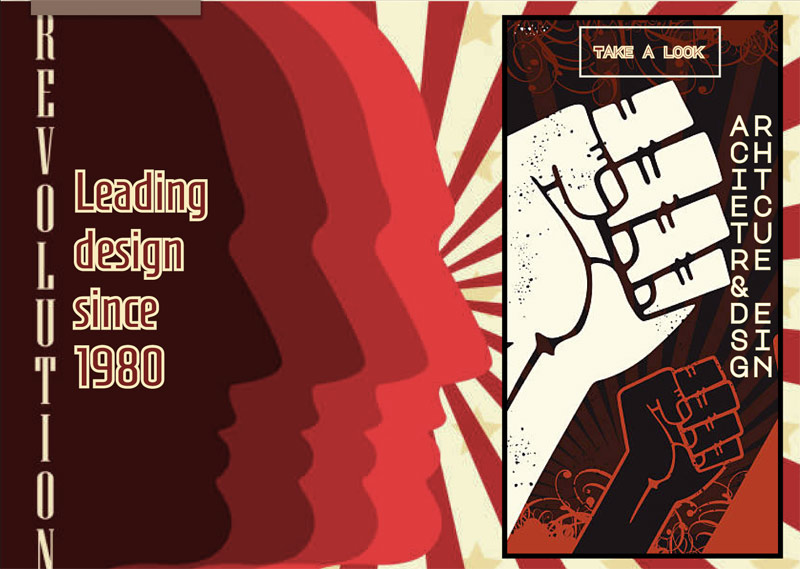 REVOLUTION
Leading
design
since
1980
TAKE A LOOK
ARCHITECTURE & DESIGN